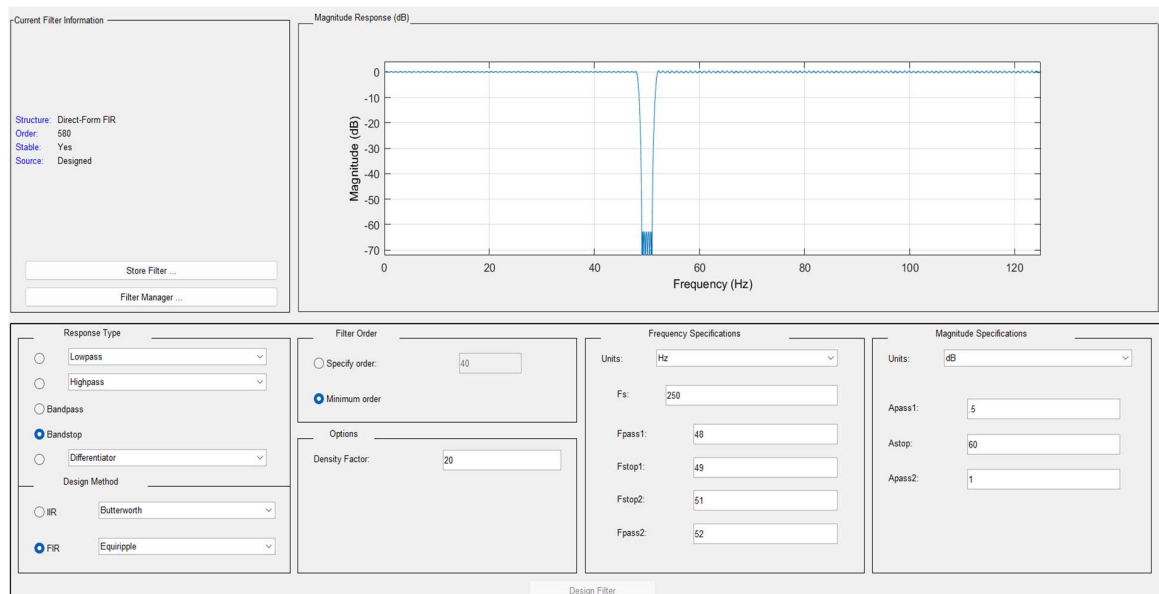 Current Filter Information
Structure: Direct-Form FIR
Order: 580
Stable: Yes
Source: Designed
Store Filter ...
Filter Manager ...
Magnitude Response (dB)
0
-10
-20
-30
-40
-50
-60
-70
Magnitude (dB)
0 20 40 60 80 100 120
Frequency (Hz)
Response Type
Lowpass
Highpass
Bandpass
Bandstop
Differentiator
Design Method
IIR Butterworth
FIR Equiripple
Filter Order
Specify order: 40
Minimum order
Options
Density Factor: 20
Frequency Specifications
Units: Hz
Fs: 250
Fpass1: 48
Fstop1: 49
Fstop2: 51
Fpass2: 52
Magnitude Specifications
Units: dB
Apass1: .5
Astop: 60
Apass2: 1
Design Filter